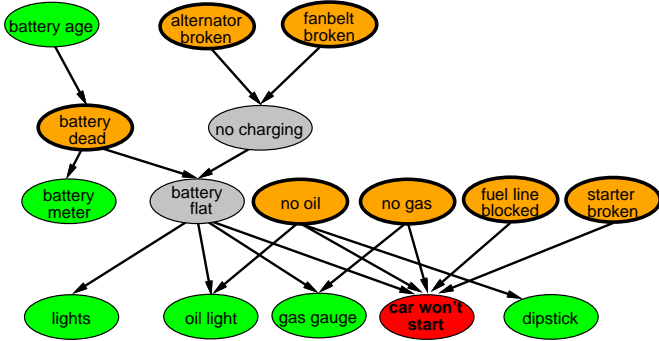 battery age
alternator
broken
fanbelt
broken
battery
dead
no charging
battery
meter
battery
flat
no oil
no gas
fuel line
blocked
starter
broken
lights
oil light
gas gauge
car won't
start
dipstick